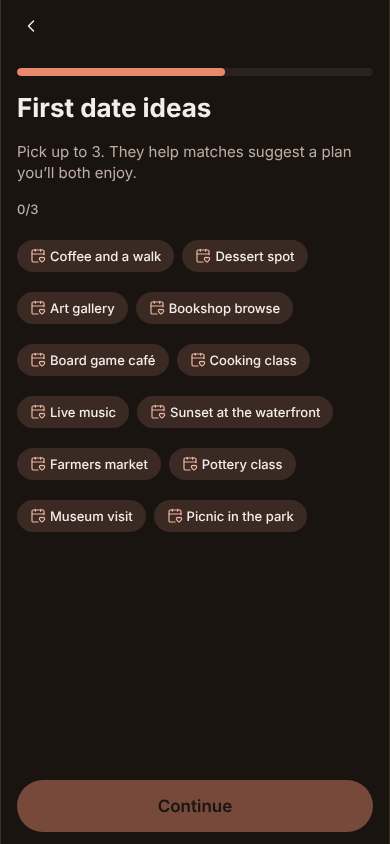 First date ideas
Pick up to 3. They help matches suggest a plan
you’ll both enjoy.
0/3
Coffee and a walk
Dessert spot
Art gallery
Bookshop browse
Board game café
Cooking class
Live music
Sunset at the waterfront
Farmers market
Pottery class
Museum visit
Picnic in the park
Continue